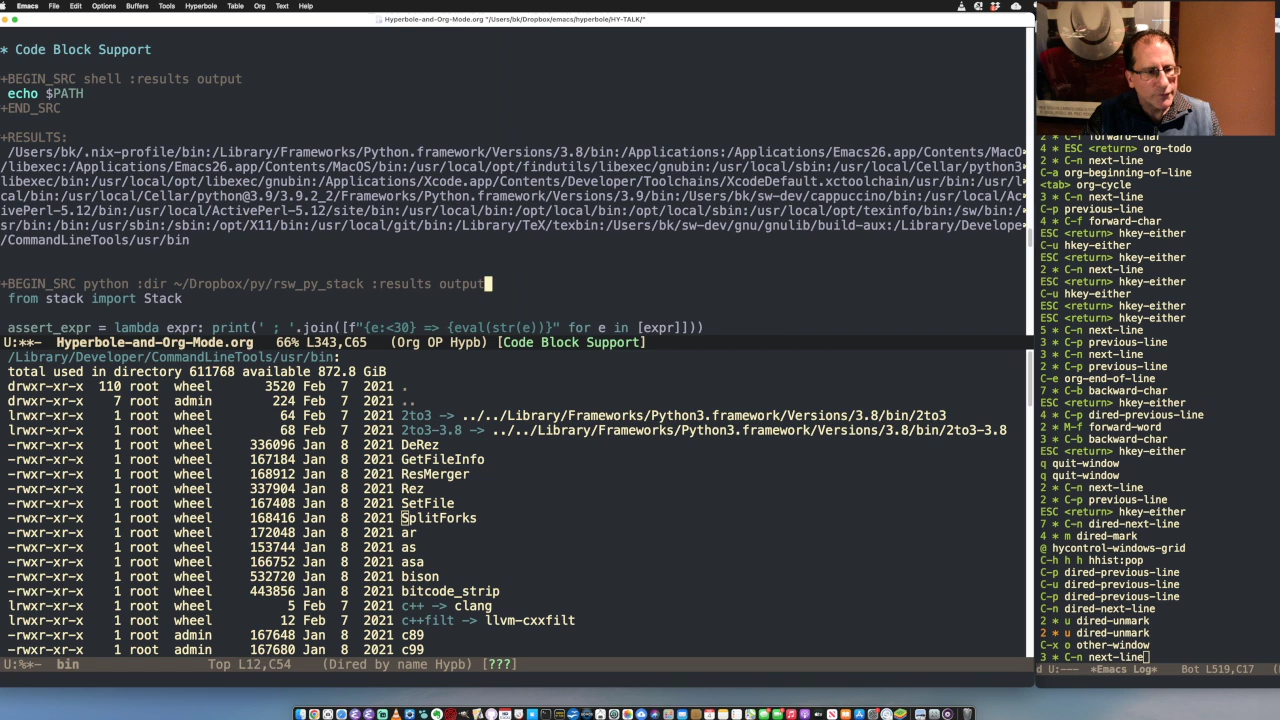 Emacs File Edit Options Buffers Tools Hyperbole Table Org Text Help
Hyperbole-and-Org-Mode.org "/Users/bk/Dropbox/emacs/hyperbole/HY-TALK/"
* Code Block Support
+BEGIN_SRC shell :results output
echo $PATH
+END_SRC
+RESULTS:
/Users/bk/.nix-profile/bin:/Library/Frameworks/Python.framework/Versions/3.8/bin:/Applications:/Applications/Emacs26.app/Contents/MacO
/libexec:/Applications/Emacs26.app/Contents/MacOS/bin:/usr/local/opt/findutils/libexec/gnubin:/usr/local/opt/libexec/gnubin:/usr/local/Cellar/python3
libexec/bin:/usr/local/opt/libexec/gnubin:/Applications/Xcode.app/Contents/Developer/Toolchains/XcodeDefault.xctoolchain/usr/bin:/usr/l
cal/bin:/usr/local/Cellar/python@3.9/3.9.2_2/Frameworks/Python.framework/Versions/3.9/bin:/Users/bk/sw-dev/cappuccino/bin:/usr/local/Ac
ivePerl-5.12/bin:/usr/local/ActivePerl-5.12/site/bin:/usr/local/bin:/opt/local/bin:/opt/local/sbin:/usr/local/opt/texinfo/bin:/sw/bin:/
sr/bin:/bin:/usr/sbin:/sbin:/opt/X11/bin:/usr/local/git/bin:/Library/TeX/texbin:/Users/bk/sw-dev/gnu/gnulib/build-aux:/Library/Develope
/CommandLineTools/usr/bin
+BEGIN_SRC python :dir ~/Dropbox/py/rsw_py_stack :results output
from stack import Stack
assert_expr = lambda expr: print(' ; '.join([f"{e:<30} => {eval(str(e))}" for e in [expr]]))
U:**- Hyperbole-and-Org-Mode.org 66% L343,C65 (Org OP Hypb) [Code Block Support]
/Library/Developer/CommandLineTools/usr/bin:
total used in directory 611768 available 872.8 GiB
drwxr-xr-x 110 root wheel 3520 Feb 7 2021 .
drwxr-xr-x 7 root admin 224 Feb 7 2021 ..
lrwxr-xr-x 1 root wheel 64 Feb 7 2021 2to3 -> ../../Library/Frameworks/Python3.framework/Versions/3.8/bin/2to3
lrwxr-xr-x 1 root wheel 68 Feb 7 2021 2to3-3.8 -> ../../Library/Frameworks/Python3.framework/Versions/3.8/bin/2to3-3.8
-rwxr-xr-x 1 root wheel 336096 Jan 8 2021 DeRez
-rwxr-xr-x 1 root wheel 167184 Jan 8 2021 GetFileInfo
-rwxr-xr-x 1 root wheel 168912 Jan 8 2021 ResMerger
-rwxr-xr-x 1 root wheel 337904 Jan 8 2021 Rez
-rwxr-xr-x 1 root wheel 167408 Jan 8 2021 SetFile
-rwxr-xr-x 1 root wheel 168416 Jan 8 2021 SplitForks
-rwxr-xr-x 1 root wheel 172048 Jan 8 2021 ar
-rwxr-xr-x 1 root wheel 153744 Jan 8 2021 as
-rwxr-xr-x 1 root wheel 166752 Jan 8 2021 asa
-rwxr-xr-x 1 root wheel 532720 Jan 8 2021 bison
-rwxr-xr-x 1 root wheel 443856 Jan 8 2021 bitcode_strip
lrwxr-xr-x 1 root wheel 5 Feb 7 2021 c++ -> clang
lrwxr-xr-x 1 root wheel 12 Feb 7 2021 c++filt -> llvm-cxxfilt
-rwxr-xr-x 1 root admin 167648 Jan 8 2021 c89
-rwxr-xr-x 1 root admin 167680 Jan 8 2021 c99
U:%*- bin Top L12,C54 (Dired by name Hypb) [???]
2 * C-f forward-char
4 * ESC <return> org-todo
2 * C-n next-line
C-a org-beginning-of-line
<tab> org-cycle
3 * C-n next-line
C-p previous-line
4 * C-f forward-char
ESC <return> hkey-either
C-u hkey-either
ESC <return> hkey-either
2 * C-n next-line
C-u hkey-either
ESC <return> hkey-either
ESC <return> hkey-either
5 * C-n next-line
C-p previous-line
3 * C-n next-line
2 * C-p previous-line
C-e org-end-of-line
7 * C-b backward-char
ESC <return> hkey-either
4 * C-p dired-previous-line
2 * M-f forward-word
3 * C-b backward-char
ESC <return> hkey-either
q quit-window
q quit-window
2 * C-n next-line
2 * C-p previous-line
ESC <return> hkey-either
7 * C-n dired-next-line
4 * m dired-mark
@ hycontrol-windows-grid
C-h h h hhist:pop
C-p dired-previous-line
C-u dired-previous-line
C-p dired-previous-line
C-n dired-next-line
2 * u dired-unmark
2 * u dired-unmark
C-x o other-window
3 * C-n next-line
d U:--- *Emacs Log* Bot L519,C17